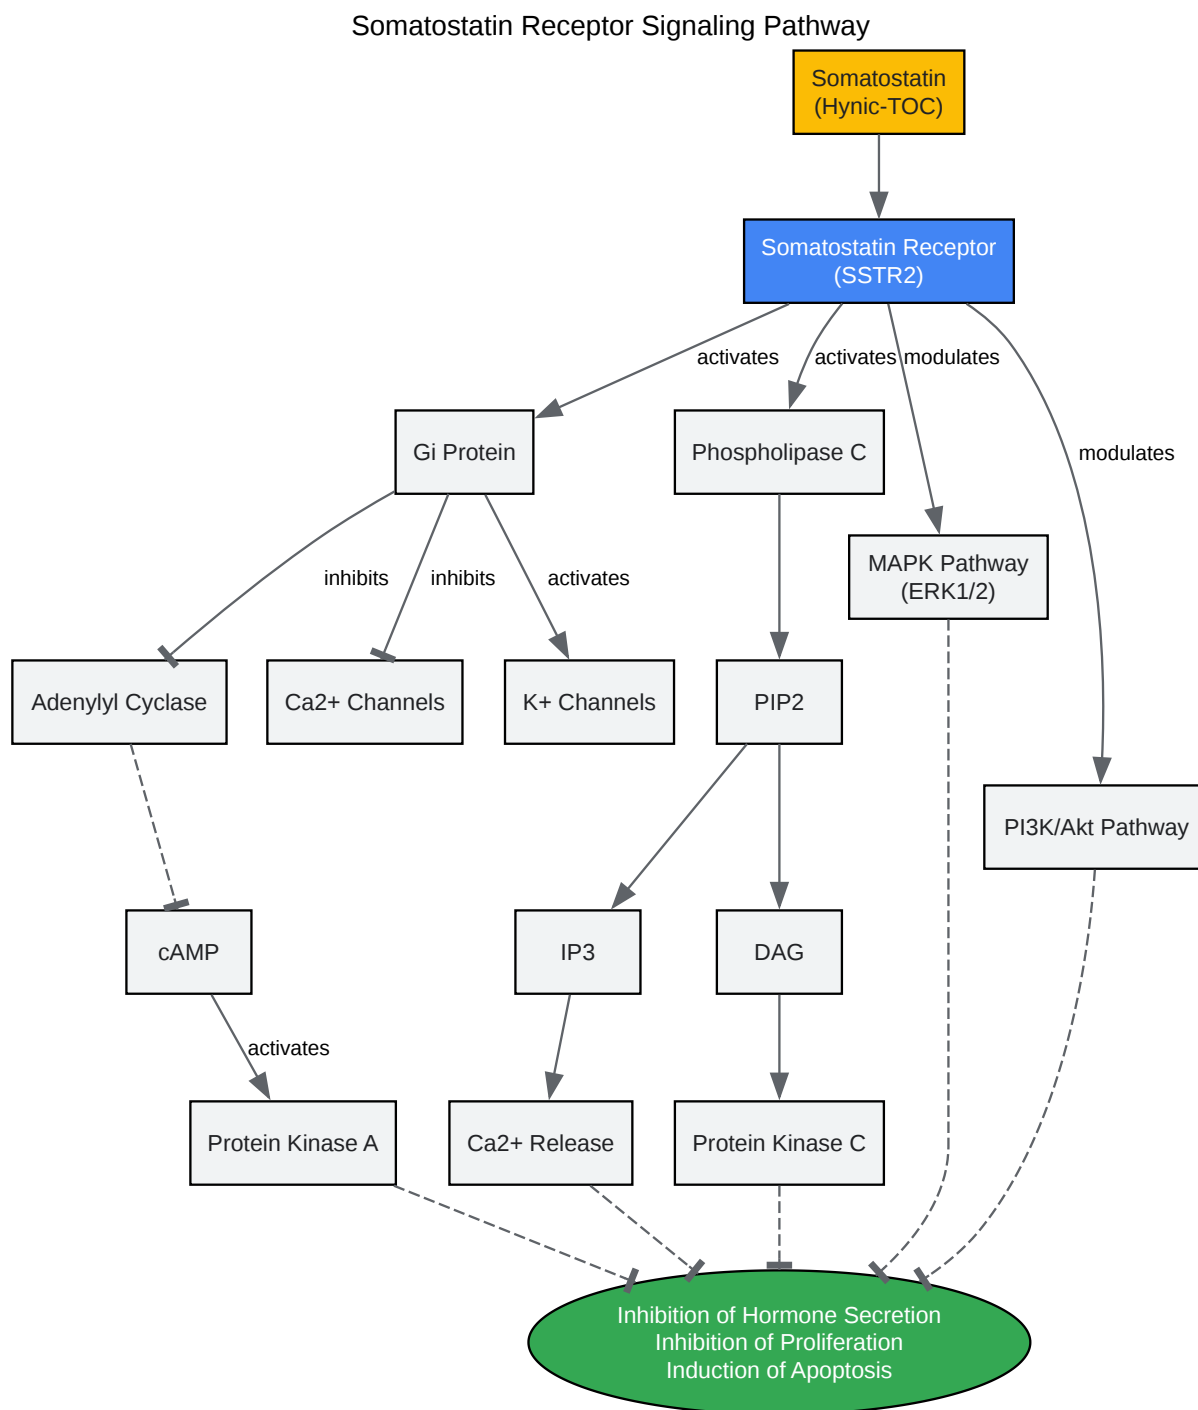 Somatostatin Receptor Signaling Pathway
Somatostatin
(Hynic-TOC)
Somatostatin Receptor
(SSTR2)
activates
activates
modulates
modulates
Gi Protein
Phospholipase C
MAPK Pathway
(ERK1/2)
inhibits
inhibits
activates
Adenylyl Cyclase
Ca2+ Channels
K+ Channels
PIP2
PI3K/Akt Pathway
cAMP
IP3
DAG
activates
Protein Kinase A
Ca2+ Release
Protein Kinase C
Inhibition of Hormone Secretion
Inhibition of Proliferation
Induction of Apoptosis